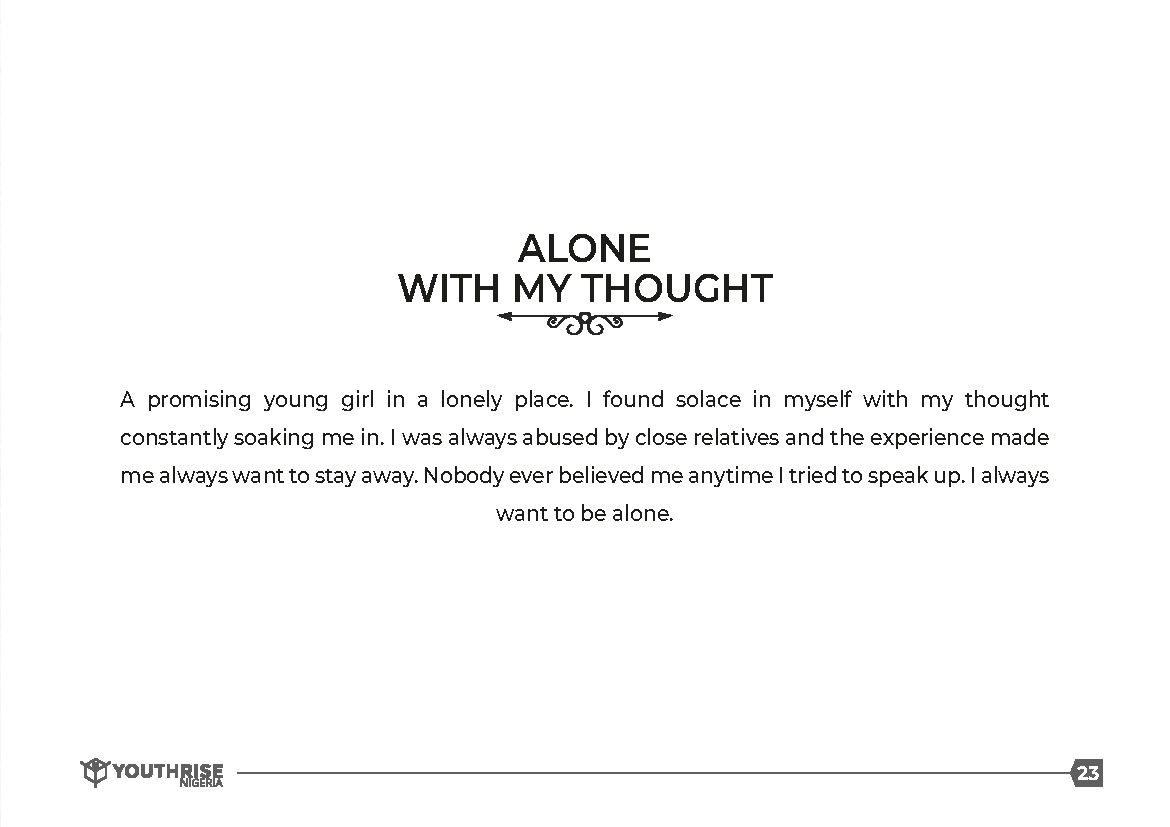 ALONE
WITH MY THOUGHT
A promising young girl in a lonely place. I found solace in myself with my thought
constantly soaking me in. I was always abused by close relatives and the experience made
me always want to stay away. Nobody ever believed me anytime I tried to speak up. I always
want to be alone.
YOUTHRISE
NIGERIA
23